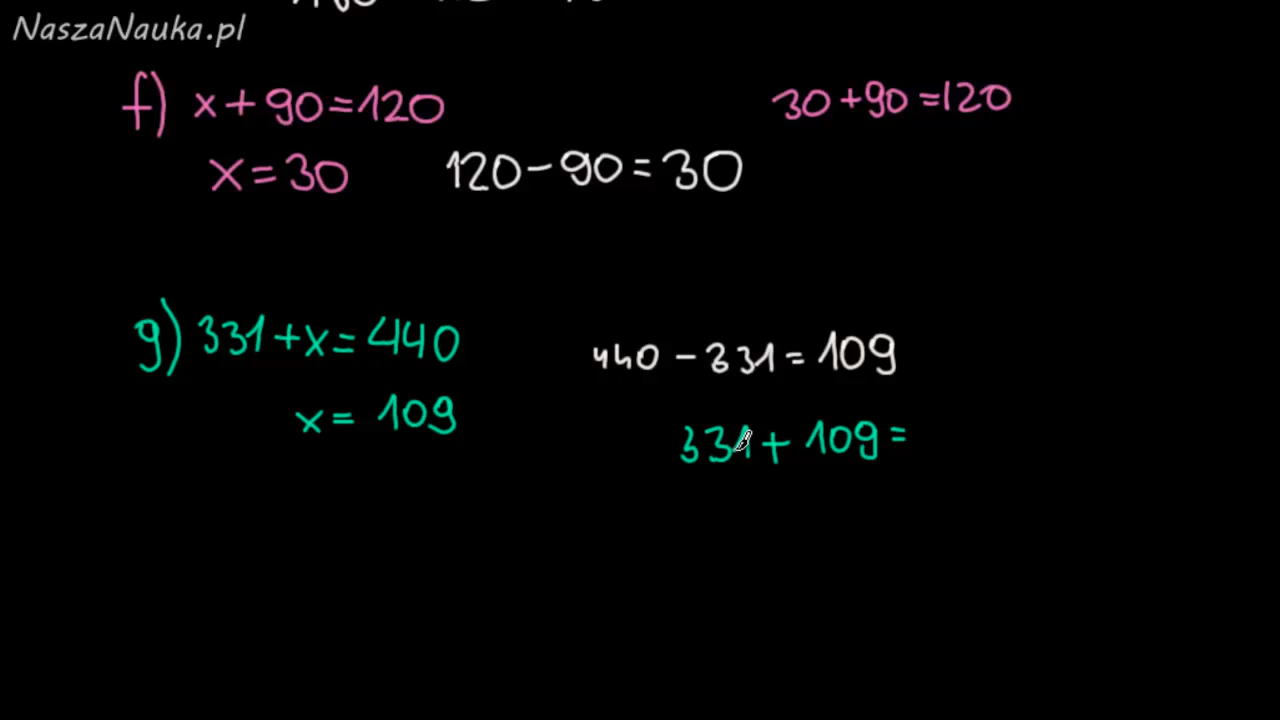 NaszaNauka.pl
f) x+90=120
30+90=120
x=30
120-90=30
g) 331+x=440
440-331=109
x=109
331+109=